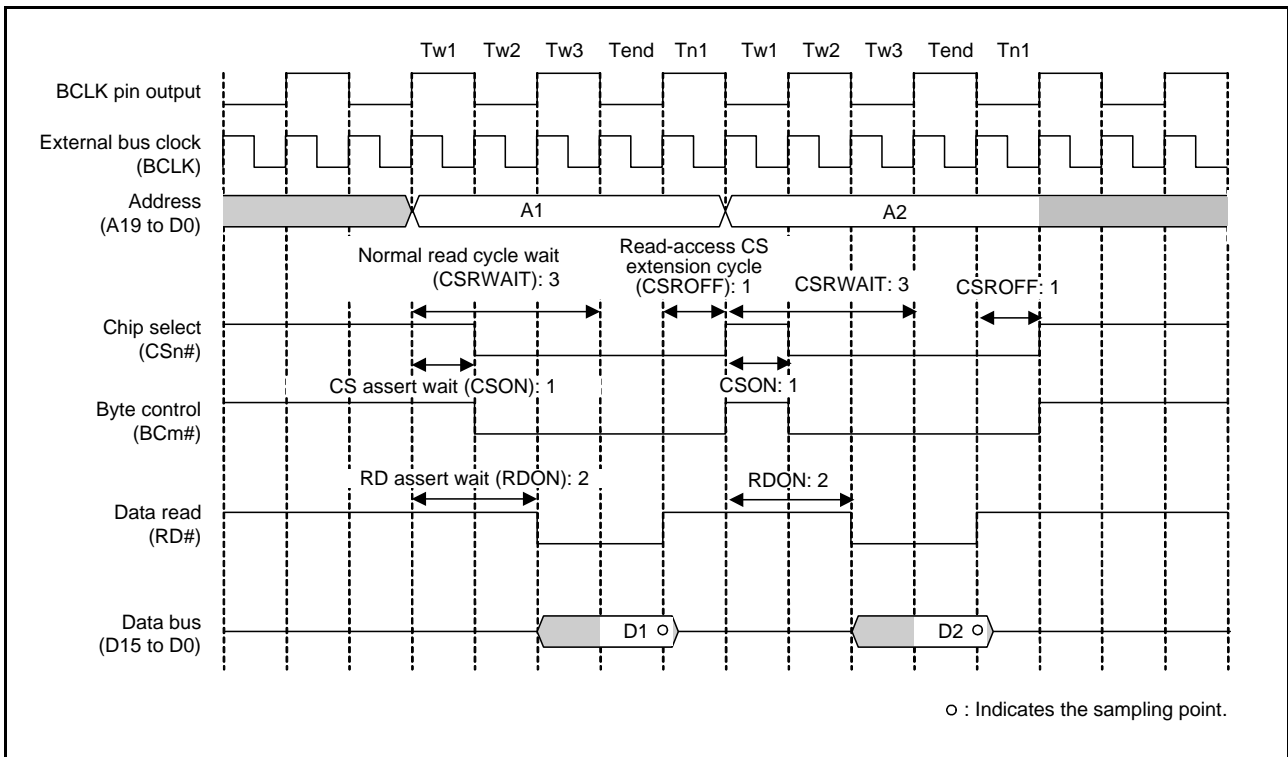 Tw1 Tw2 Tw3 Tend Tn1 Tw1 Tw2 Tw3 Tend Tn1
BCLK pin output
External bus clock
(BCLK)
Address
(A19 to D0)
A1
A2
Normal read cycle wait
(CSRWAIT): 3
Read-access CS
extension cycle
(CSROFF): 1
CSRWAIT: 3
CSROFF: 1
Chip select
(CSn#)
CS assert wait (CSON): 1
CSON: 1
Byte control
(BCm#)
RD assert wait (RDON): 2
RDON: 2
Data read
(RD#)
Data bus
(D15 to D0)
D1
D2
: Indicates the sampling point.